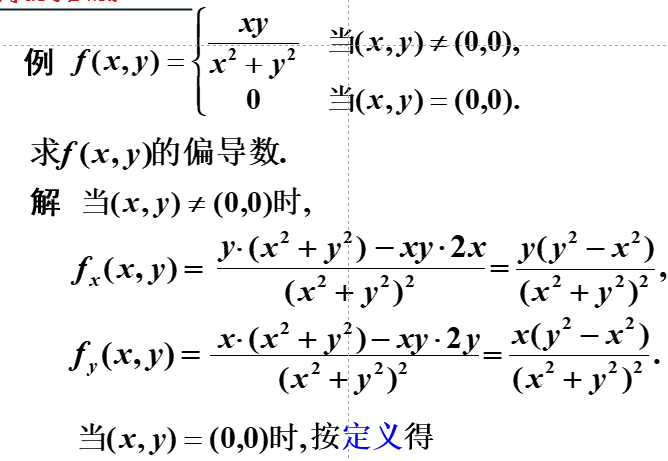 例 f(x,y) = { xy / (x² + y²) 当(x,y) ≠ (0,0),
0 当(x,y) = (0,0).
求f(x,y)的偏导数.
解 当(x,y) ≠ (0,0)时,
fₓ(x,y) = (y·(x² + y²) − xy·2x) / (x² + y²)² = y(y² − x²) / (x² + y²)²,
f_y(x,y) = (x·(x² + y²) − xy·2y) / (x² + y²)² = x(y² − x²) / (x² + y²)².
当(x,y) = (0,0)时,按定义得